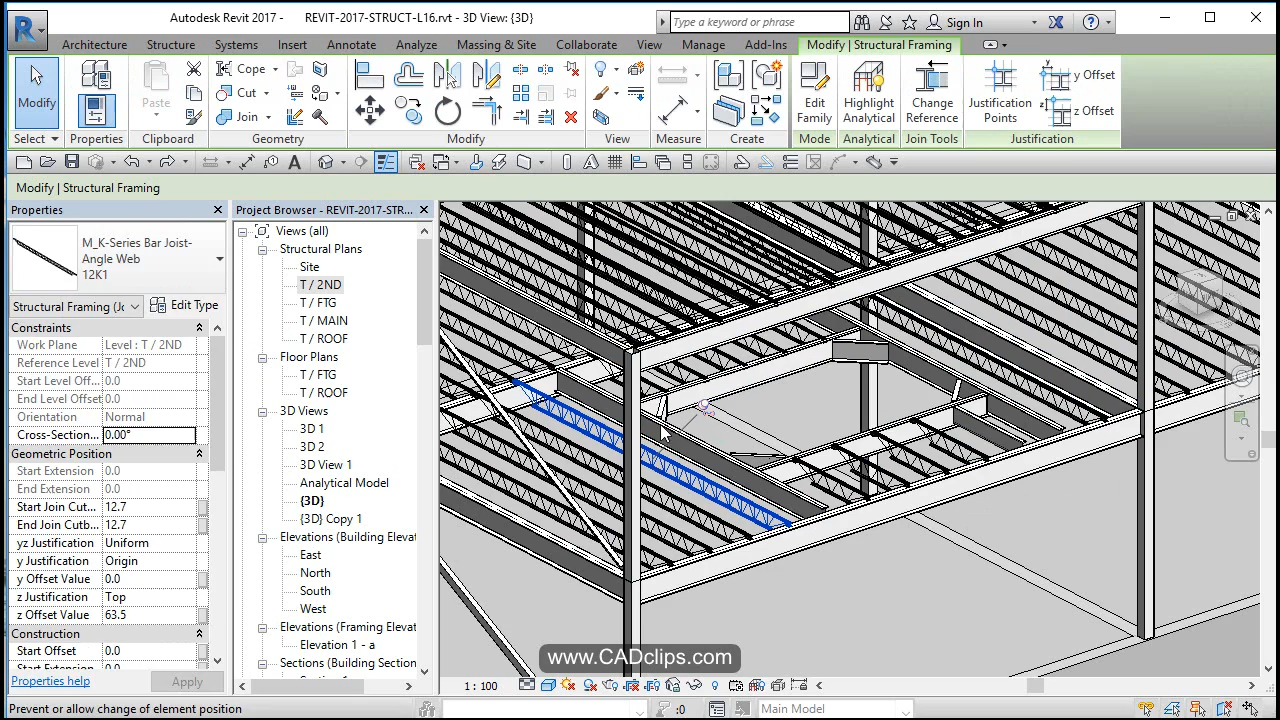 Autodesk Revit 2017 - REVIT-2017-STRUCT-L16.rvt - 3D View: {3D}
Type a keyword or phrase
Sign In
R
Architecture Structure Systems Insert Annotate Analyze Massing & Site Collaborate View Manage Add-Ins Modify | Structural Framing
Modify
Paste
Cope
Cut
Join
Edit Family
Highlight Analytical
Change Reference
Justification Points
y Offset
z Offset
Select Properties Clipboard Geometry Modify View Measure Create Mode Analytical Join Tools Justification
Modify | Structural Framing
Properties
M_K-Series Bar Joist-
Angle Web
12K1
Structural Framing (Jo
Edit Type
Constraints
Work Plane Level : T / 2ND
Reference Level T / 2ND
Start Level Off... 0.0
End Level Offset 0.0
Orientation Normal
Cross-Section... 0.00°
Geometric Position
Start Extension 0.0
End Extension 0.0
Start Join Cut... 12.7
End Join Cutb... 12.7
yz Justification Uniform
y Justification Origin
y Offset Value 0.0
z Justification Top
z Offset Value 63.5
Construction
Start Offset 0.0
Start Extension 0.0
Properties help
Apply
Project Browser - REVIT-2017-STR...
Views (all)
Structural Plans
Site
T / 2ND
T / FTG
T / MAIN
T / ROOF
Floor Plans
T / FTG
T / ROOF
3D Views
3D 1
3D 2
3D View 1
Analytical Model
{3D}
{3D} Copy 1
Elevations (Building Elevat
East
North
South
West
Elevations (Framing Elevat
Elevation 1 - a
Sections (Building Section
www.CADclips.com
1 : 100
Prevent or allow change of element position
:0
Main Model